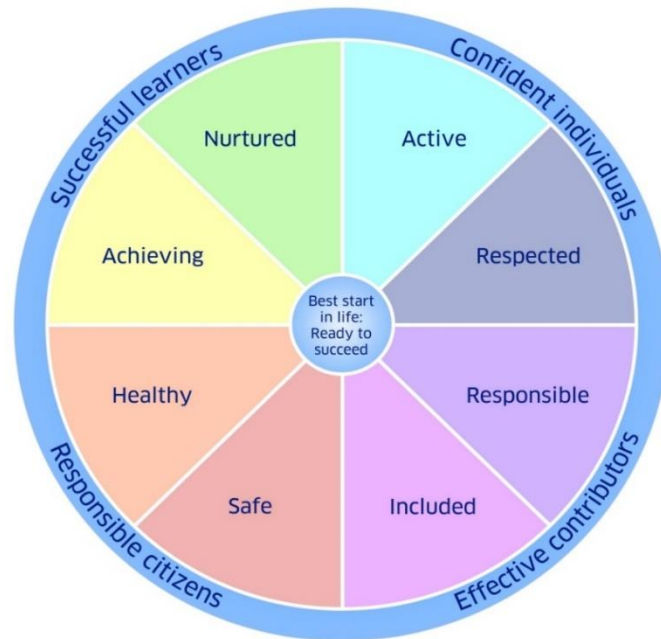 Successful learners
Confident individuals
Nurtured
Active
Achieving
Respected
Best start
in life:
Ready to
succeed
Healthy
Responsible
Safe
Included
Responsible citizens
Effective contributors